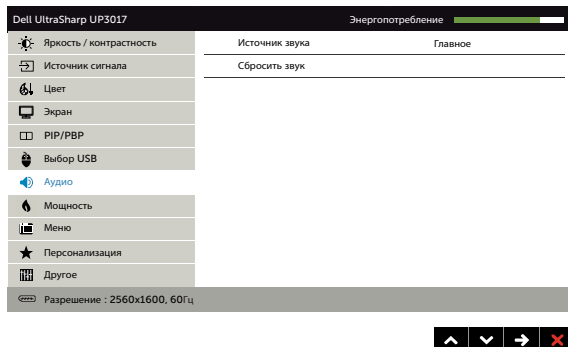 Dell UltraSharp UP3017 Энергопотребление
Яркость / контрастность Источник звука Главное
Источник сигнала Сбросить звук
Цвет
Экран
PIP/PBP
Выбор USB
Аудио
Мощность
Меню
Персонализация
Другое
Разрешение : 2560x1600, 60Гц